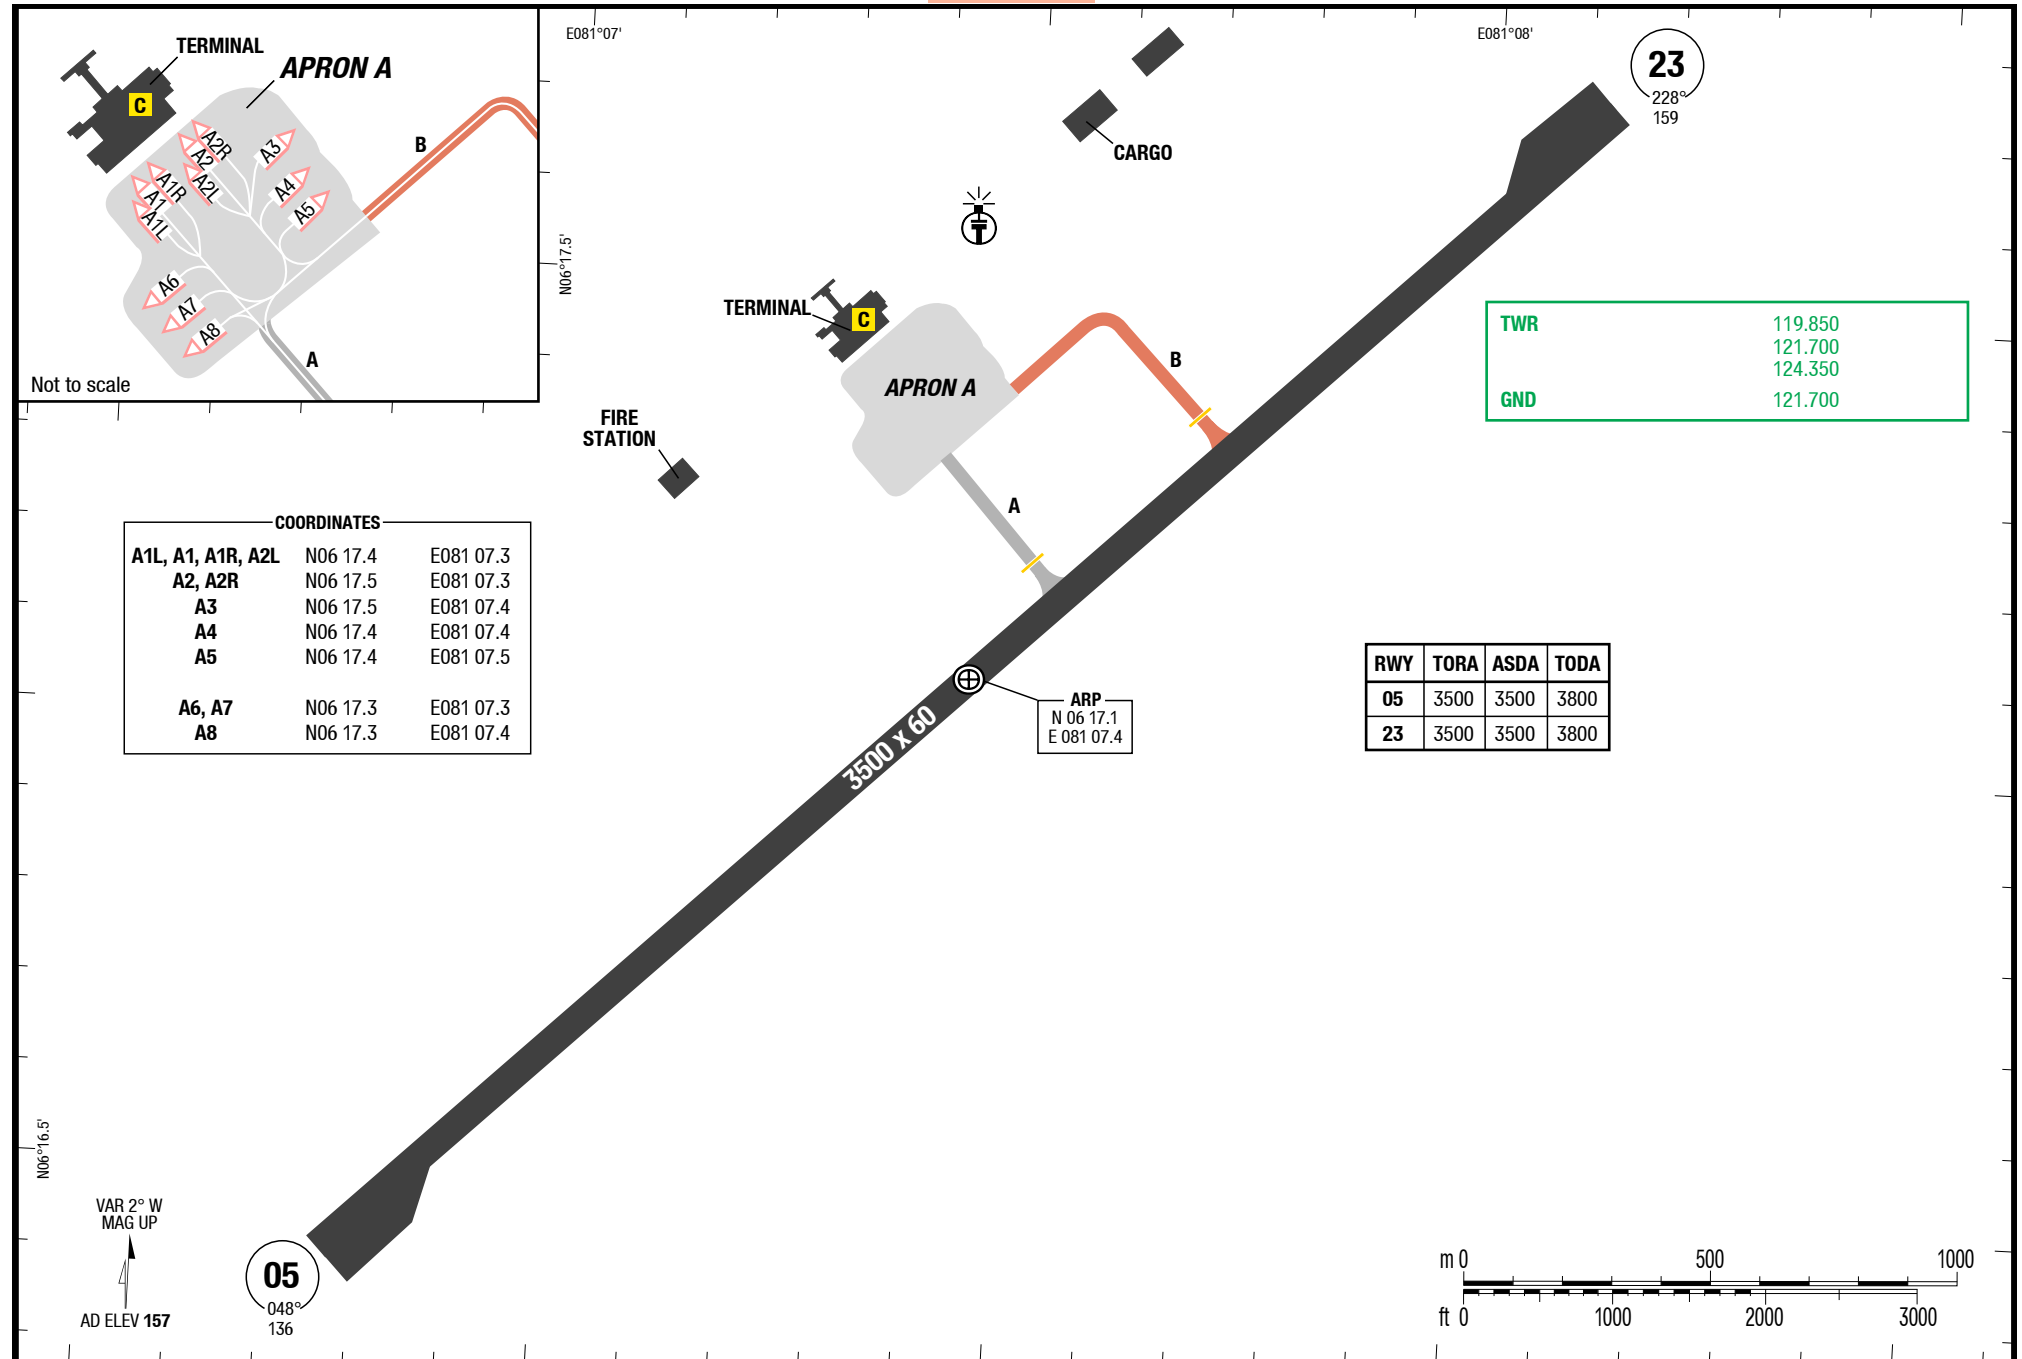 TERMINAL
APRON A
C
B
A2R
A2
A2L
A3
A1R
A1
A1L
A4
A5
A6
A7
A8
A
Not to scale
E081°07'
E081°08'
23
228°
159
CARGO
N06°17.5'
TERMINAL
C
APRON A
B
FIRE
STATION
A
TWR 119.850
121.700
124.350
GND 121.700
COORDINATES
A1L, A1, A1R, A2L N06 17.4 E081 07.3
A2, A2R N06 17.5 E081 07.3
A3 N06 17.5 E081 07.4
A4 N06 17.4 E081 07.4
A5 N06 17.4 E081 07.5
A6, A7 N06 17.3 E081 07.3
A8 N06 17.3 E081 07.4
ARP
N 06 17.1
E 081 07.4
RWY TORA ASDA TODA
05 3500 3500 3800
23 3500 3500 3800
3500 x 60
N06°16.5'
VAR 2° W
MAG UP
AD ELEV 157
05
048°
136
m 0 500 1000
ft 0 1000 2000 3000